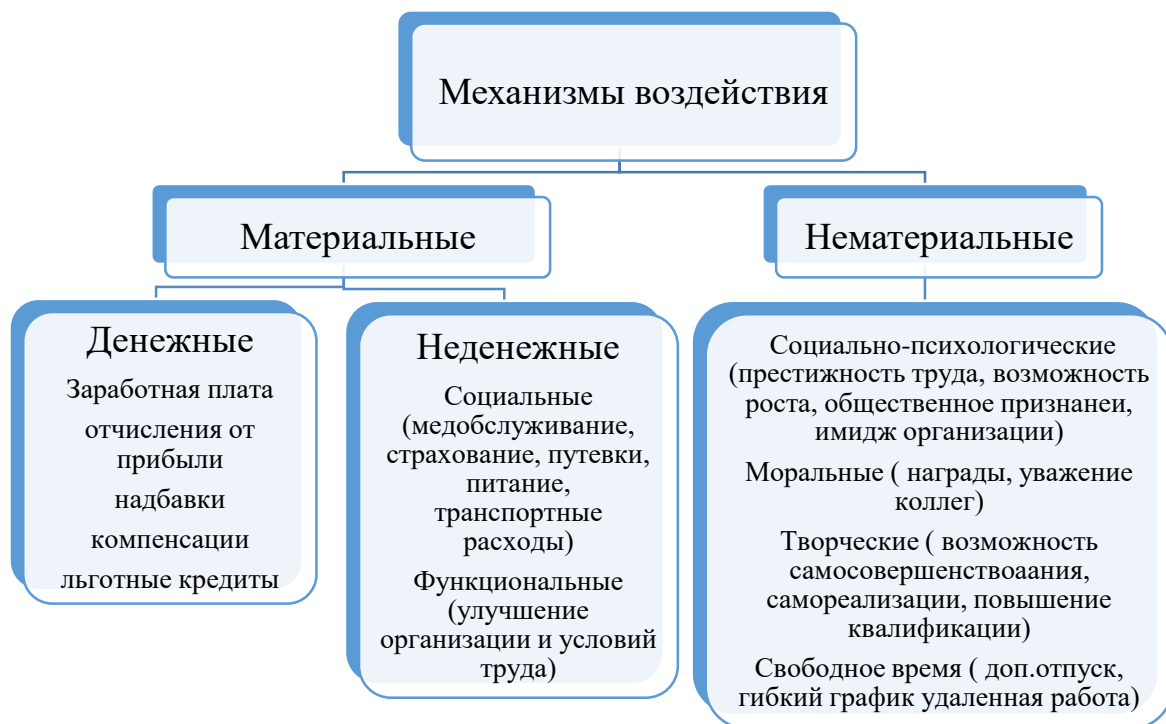 Механизмы воздействия
Материальные
Нематериальные
Денежные
Заработная плата
отчисления от
прибыли
надбавки
компенсации
льготные кредиты
Неденежные
Социальные
(медобслуживание,
страхование, путевки,
питание,
транспортные
расходы)
Функциональные
(улучшение
организации и условий
труда)
Социально-психологические
(престижность труда, возможность
роста, общественное признанеи,
имидж организации)
Моральные ( награды, уважение
коллег)
Творческие ( возможность
самосовершенствоаания,
самореализации, повышение
квалификации)
Свободное время ( доп.отпуск,
гибкий график удаленная работа)